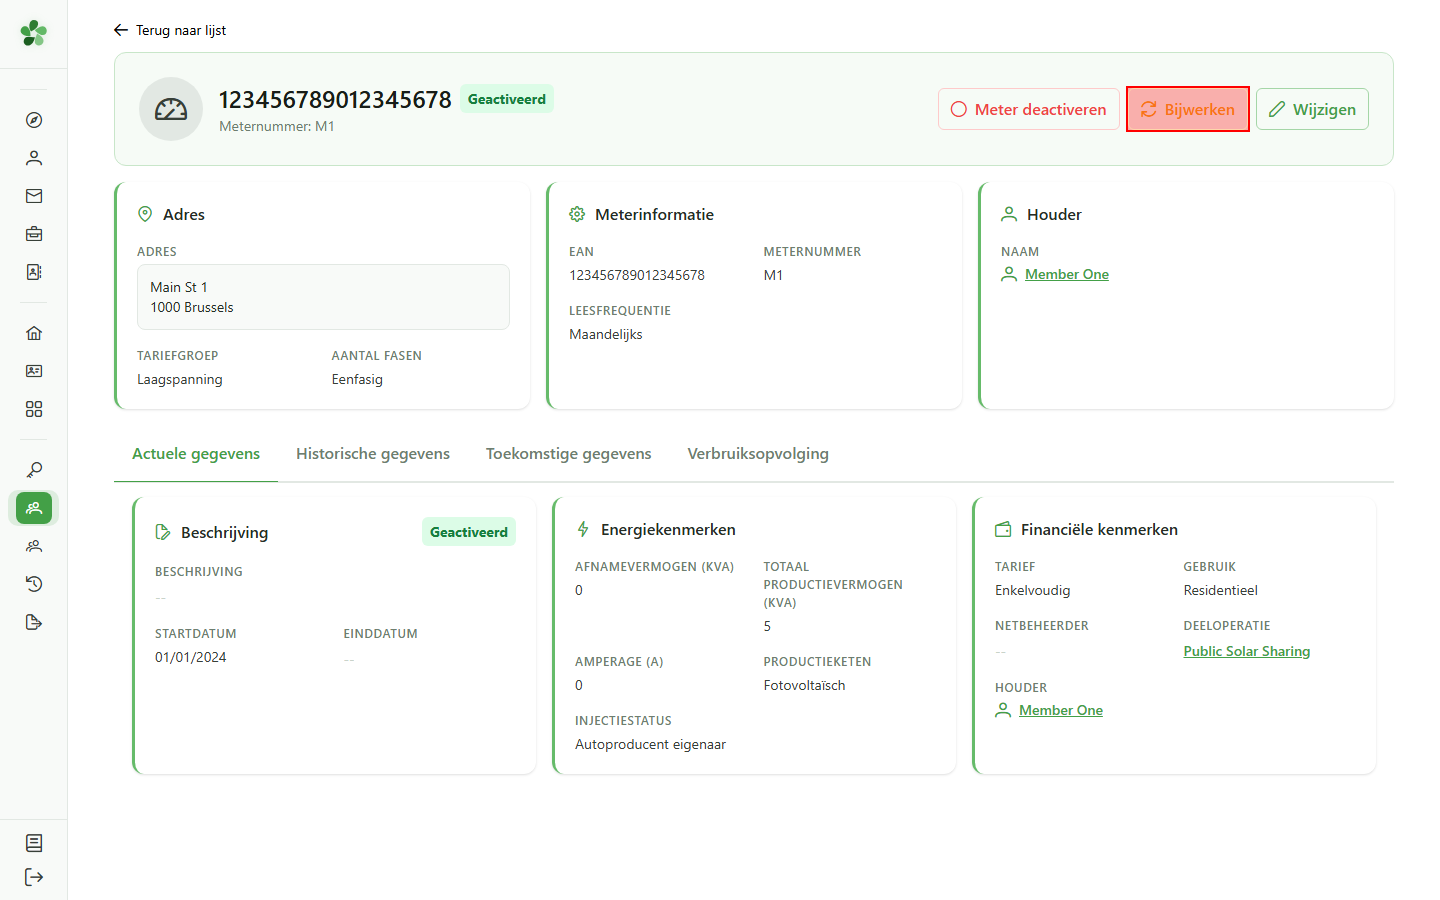 Terug naar lijst
123456789012345678 Geactiveerd
Meternummer: M1
Meter deactiveren
Bijwerken
Wijzigen
Adres
ADRES
Main St 1
1000 Brussels
TARIEFGROEP
Laagspanning
AANTAL FASEN
Eenfasig
Meterinformatie
EAN
123456789012345678
METERNUMMER
M1
LEESFREQUENTIE
Maandelijks
Houder
NAAM
Member One
Actuele gegevens
Historische gegevens
Toekomstige gegevens
Verbruiksopvolging
Beschrijving
Geactiveerd
BESCHRIJVING
--
STARTDATUM
01/01/2024
EINDDATUM
--
Energiekenmerken
AFNAMEVERMOGEN (KVA)
0
TOTAAL
PRODUCTIEVERMOGEN
(KVA)
5
AMPERAGE (A)
0
PRODUCTIEKETEN
Fotovoltaïsch
INJECTIESTATUS
Autoproducent eigenaar
Financiële kenmerken
TARIEF
Enkelvoudig
GEBRUIK
Residentieel
NETBEHEERDER
--
DEELOPERATIE
Public Solar Sharing
HOUDER
Member One